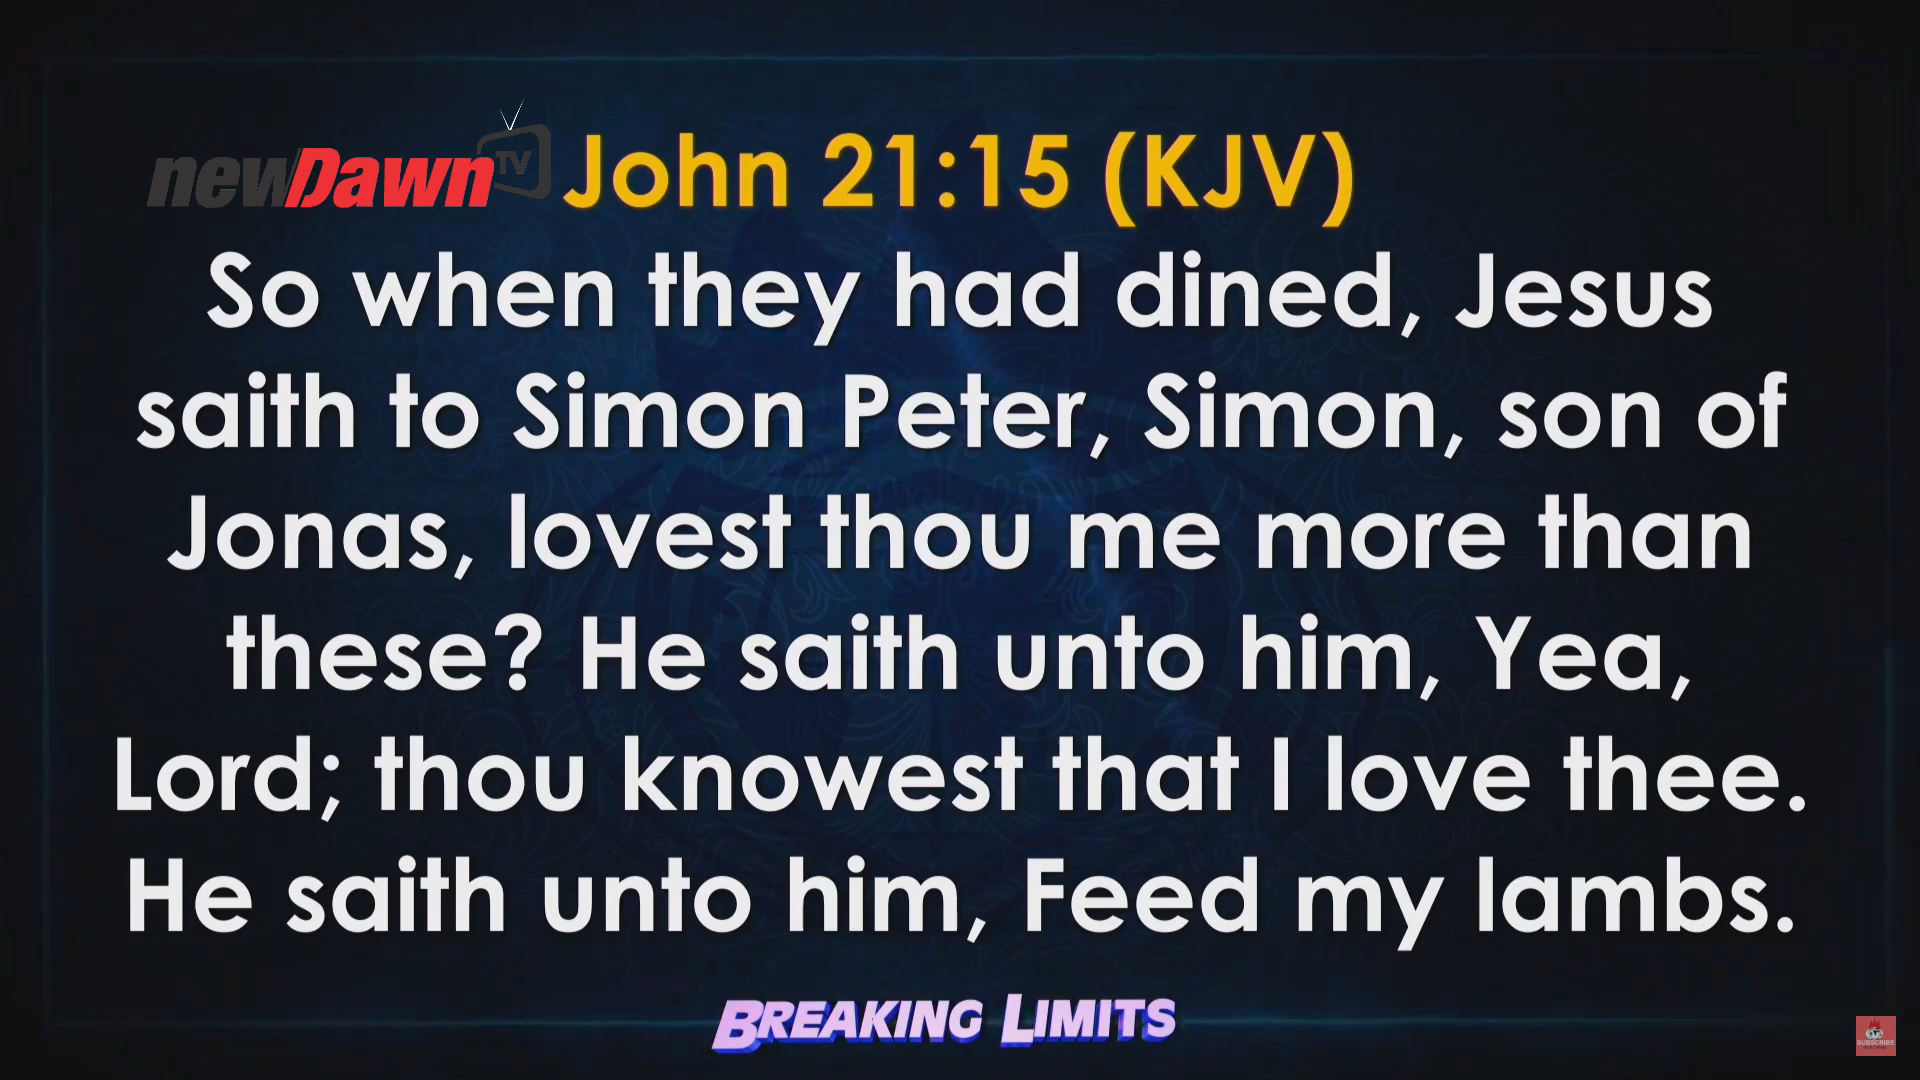 newDawn TV
John 21:15 (KJV)
So when they had dined, Jesus
saith to Simon Peter, Simon, son of
Jonas, lovest thou me more than
these? He saith unto him, Yea,
Lord; thou knowest that I love thee.
He saith unto him, Feed my lambs.
BREAKING LIMITS
SUBSCRIBE